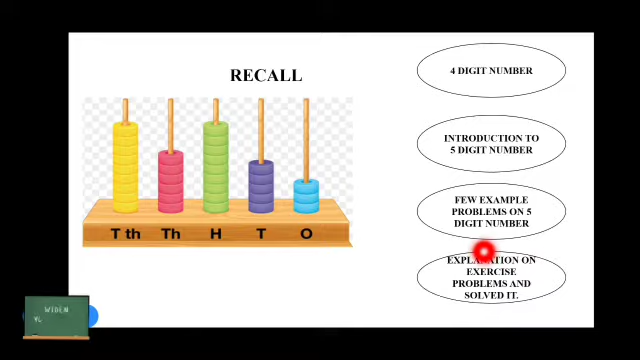 RECALL
4 DIGIT NUMBER
INTRODUCTION TO
5 DIGIT NUMBER
FEW EXAMPLE
PROBLEMS ON 5
DIGIT NUMBER
EXPLANATION ON
EXERCISE
PROBLEMS AND
SOLVED IT.
T th Th H T O
WIDEN